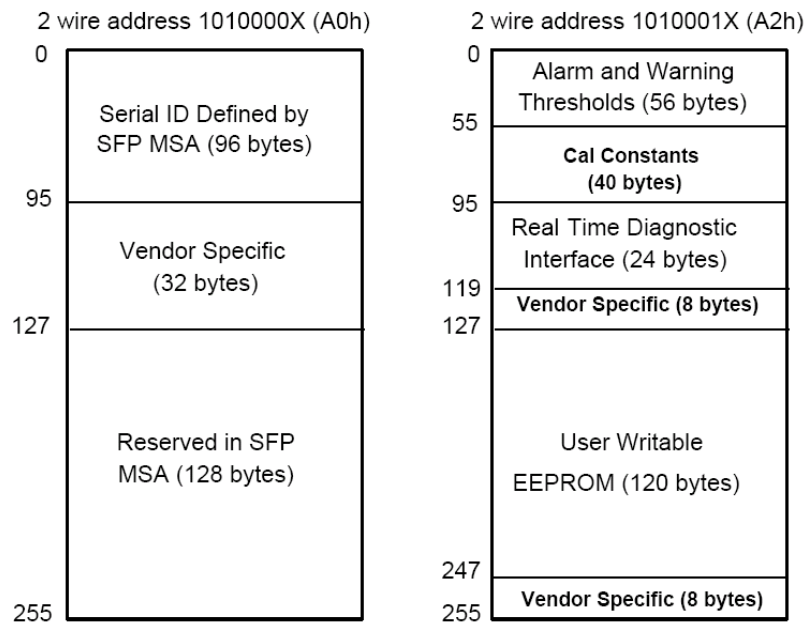 2 wire address 1010000X (A0h)
0
Serial ID Defined by
SFP MSA (96 bytes)
95
Vendor Specific
(32 bytes)
127
Reserved in SFP
MSA (128 bytes)
255
2 wire address 1010001X (A2h)
0
Alarm and Warning
Thresholds (56 bytes)
55
Cal Constants
(40 bytes)
95
Real Time Diagnostic
Interface (24 bytes)
119
Vendor Specific (8 bytes)
127
User Writable
EEPROM (120 bytes)
247
Vendor Specific (8 bytes)
255